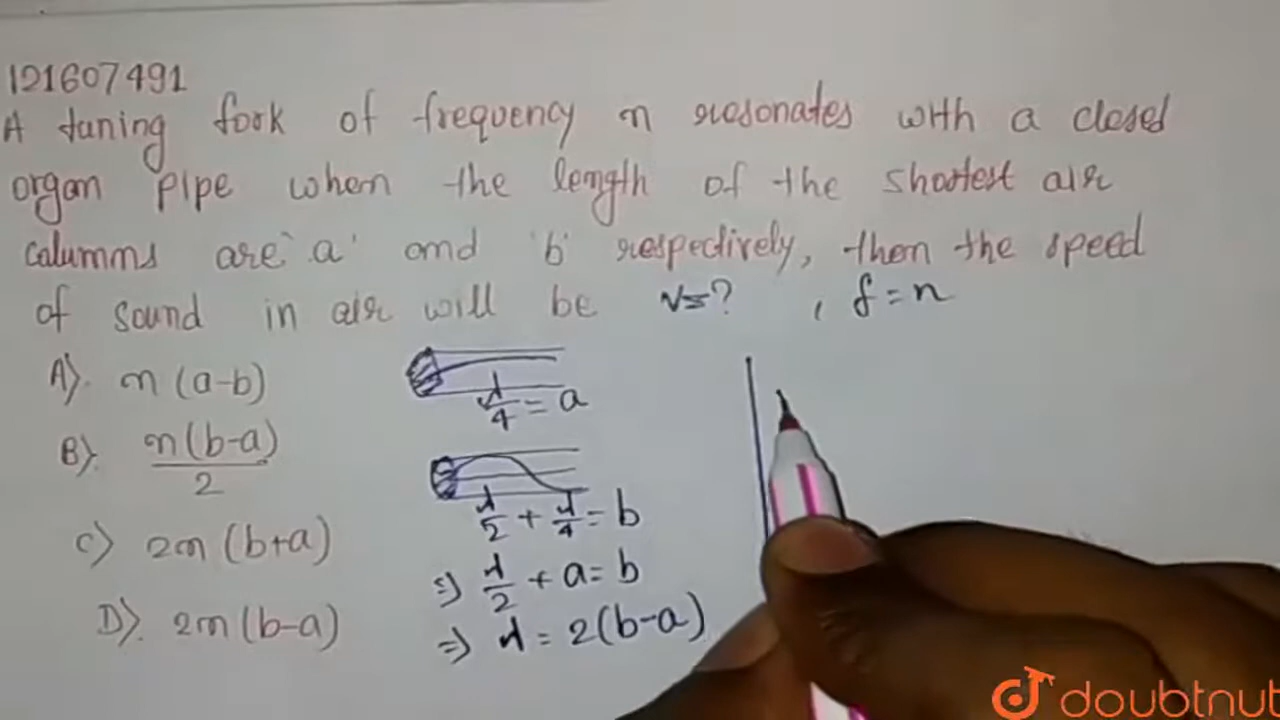 121607491
A tuning fork of frequency n resonates with a closed
organ pipe when the length of the shortest air
columns are 'a' and 'b' respectively, then the speed
of sound in air will be v=? , f=n
A). n(a-b)
λ/4 = a
B). n(b-a)/2
λ/2 + λ/4 = b
C) 2n(b+a)
⇒ λ/2 + a = b
D). 2n(b-a)
⇒ λ = 2(b-a)
doubtnut